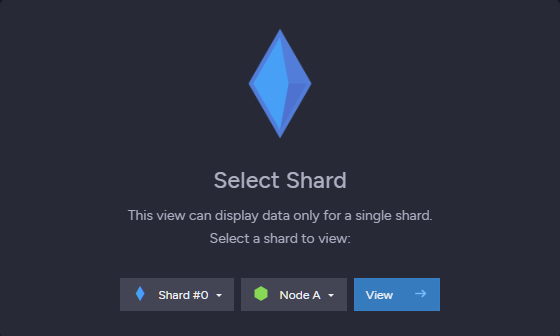 Select Shard
This view can display data only for a single shard.
Select a shard to view:
Shard #0 Node A View